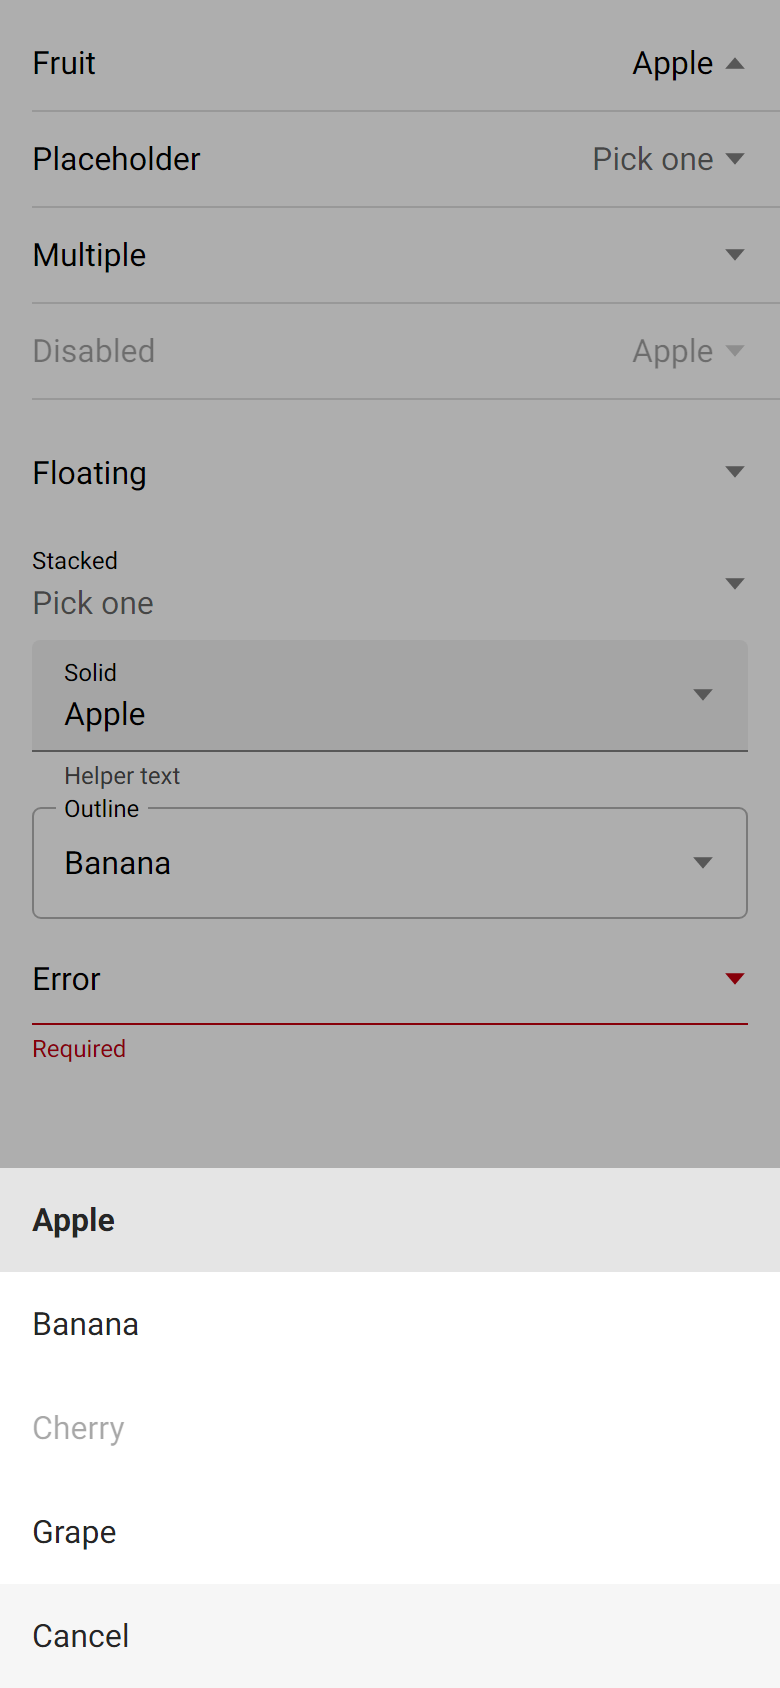 Fruit Apple
Placeholder Pick one
Multiple
Disabled Apple
Floating
Stacked
Pick one
Solid
Apple
Helper text
Outline
Banana
Error
Required
Apple
Banana
Cherry
Grape
Cancel